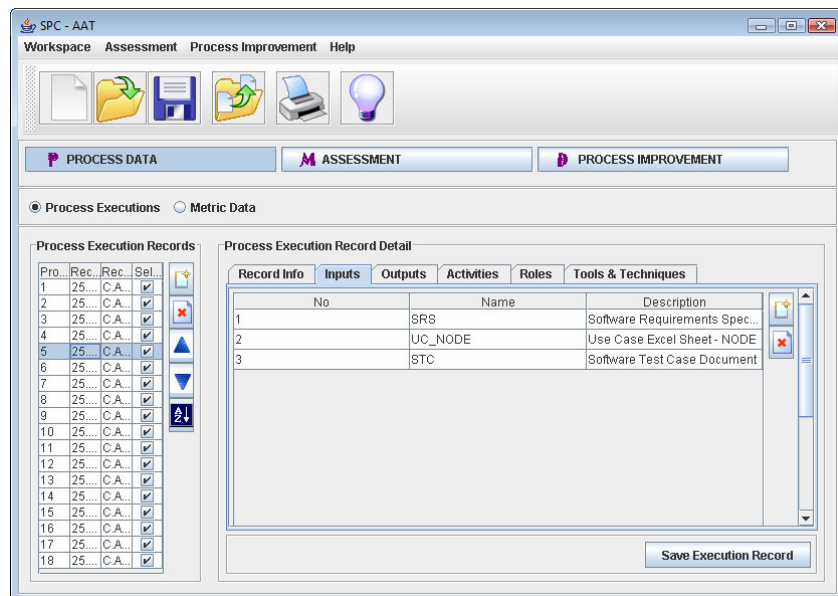 SPC - AAT
Workspace Assessment Process Improvement Help
P PROCESS DATA M ASSESSMENT PROCESS IMPROVEMENT
Process Executions Metric Data
Process Execution Records Process Execution Record Detail
Record Info Inputs Outputs Activities Roles Tools & Techniques
Pro... Rec... Rec... Sel...
No Name Description
1 25.... C.A...
2 25.... C.A...
3 25.... C.A...
4 25.... C.A...
5 25.... C.A...
6 25.... C.A...
7 25.... C.A...
8 25.... C.A...
9 25.... C.A...
10 25.... C.A...
11 25.... C.A...
12 25.... C.A...
13 25.... C.A...
14 25.... C.A...
15 25.... C.A...
16 25.... C.A...
17 25.... C.A...
18 25.... C.A...
A
Z
1 SRS Software Requirements Spec...
2 UC_NODE Use Case Excel Sheet - NODE
3 STC Software Test Case Document
Save Execution Record